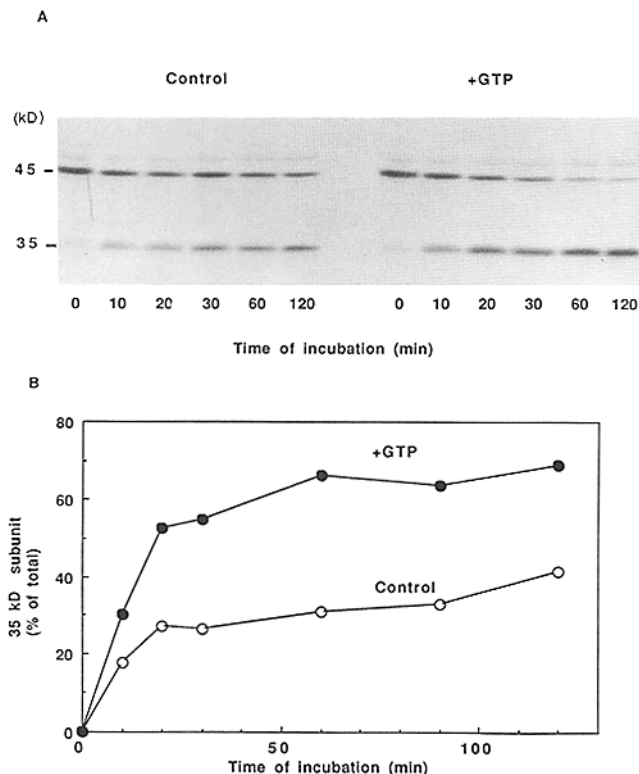 A
Control +GTP
(kD)
45
35
0 10 20 30 60 120 0 10 20 30 60 120
Time of incubation (min)
B
80
+GTP
60
40
Control
20
0
0 50 100
35 kD subunit
(% of total)
Time of incubation (min)